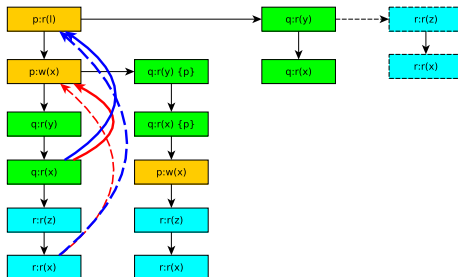 p:r(l)
q:r(y)
r:r(z)
p:w(x)
q:r(y) {p}
q:r(x)
r:r(x)
q:r(y)
q:r(x) {p}
q:r(x)
p:w(x)
r:r(z)
r:r(z)
r:r(x)
r:r(x)